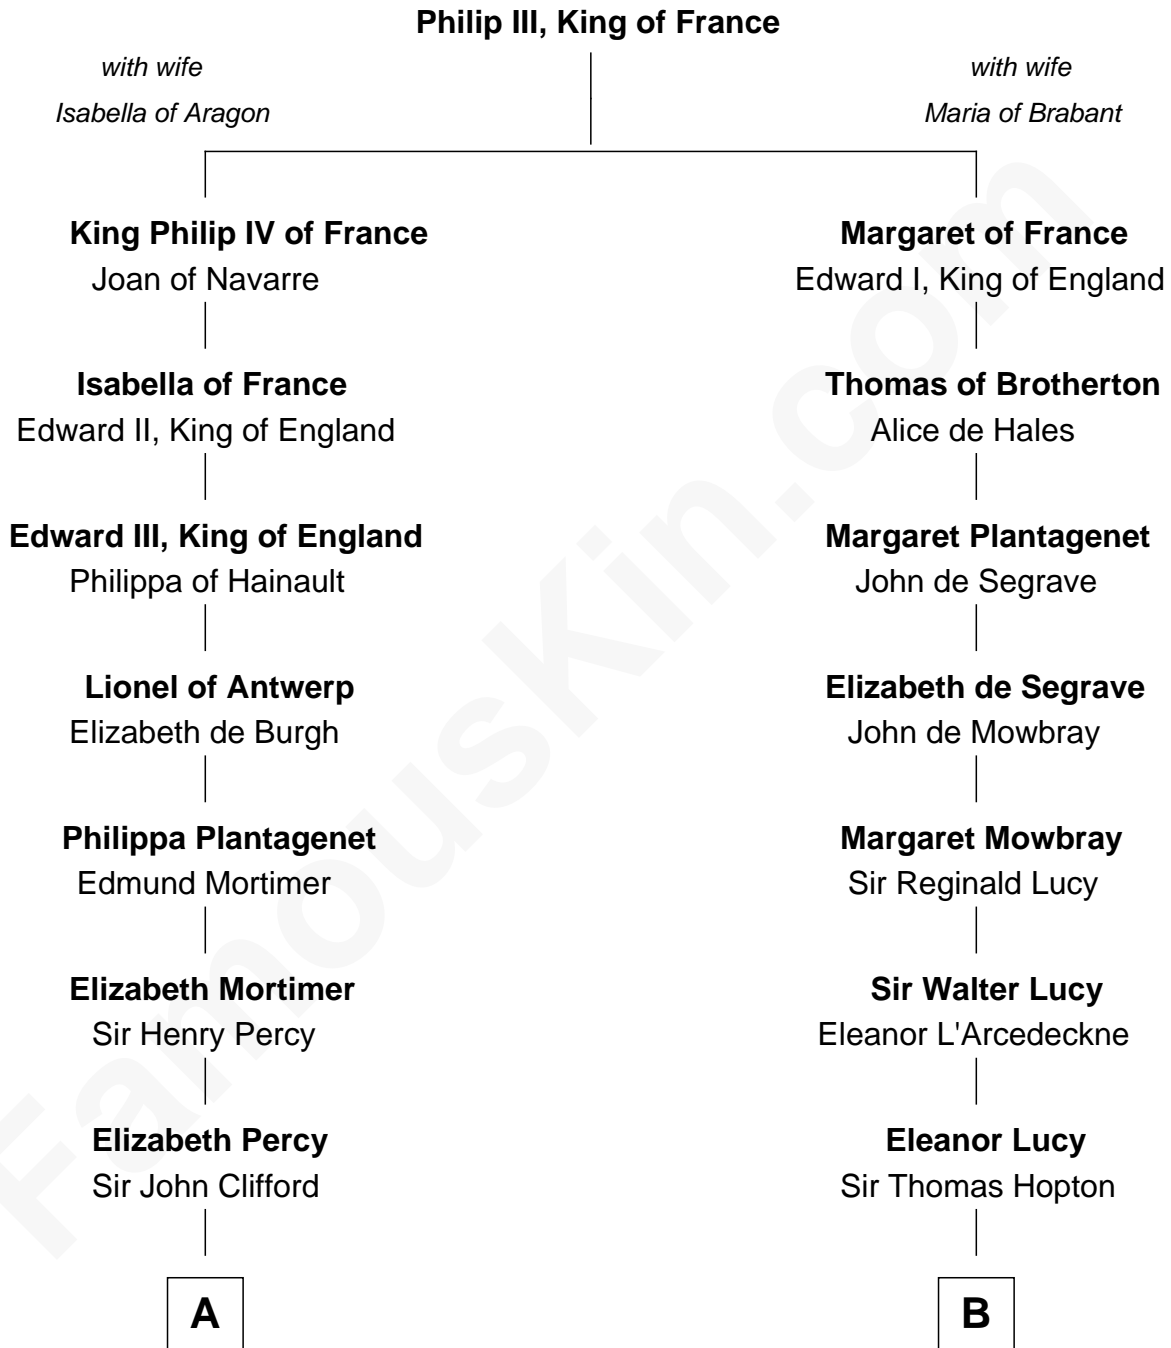 Philip III, King of France
with wife
Isabella of Aragon
with wife
Maria of Brabant
King Philip IV of France
Joan of Navarre
Margaret of France
Edward I, King of England
Isabella of France
Edward II, King of England
Thomas of Brotherton
Alice de Hales
Edward III, King of England
Philippa of Hainault
Margaret Plantagenet
John de Segrave
Lionel of Antwerp
Elizabeth de Burgh
Elizabeth de Segrave
John de Mowbray
Philippa Plantagenet
Edmund Mortimer
Margaret Mowbray
Sir Reginald Lucy
Elizabeth Mortimer
Sir Henry Percy
Sir Walter Lucy
Eleanor L'Arcedeckne
Elizabeth Percy
Sir John Clifford
Eleanor Lucy
Sir Thomas Hopton
A
B
FamousKin.com